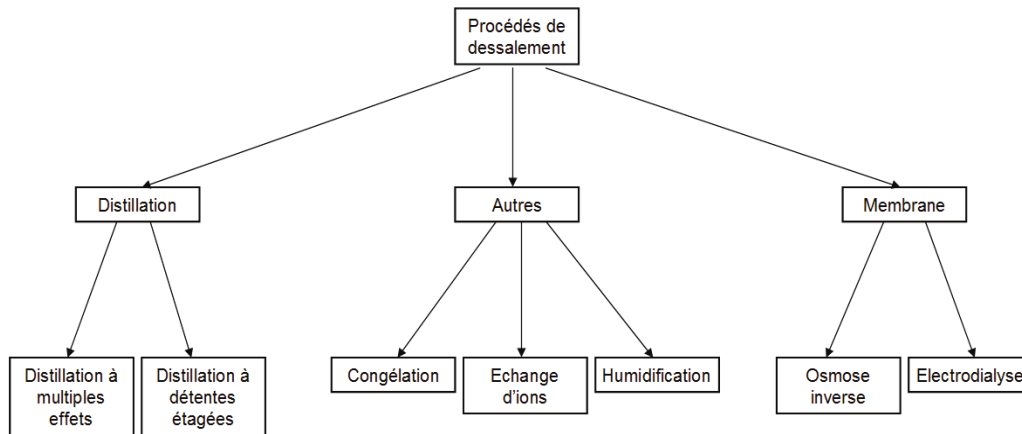 Procédés de
dessalement
Distillation
Autres
Membrane
Distillation à
multiples
effets
Distillation à
détentes
étagées
Congélation
Echange
d'ions
Humidification
Osmose
inverse
Electrodialyse